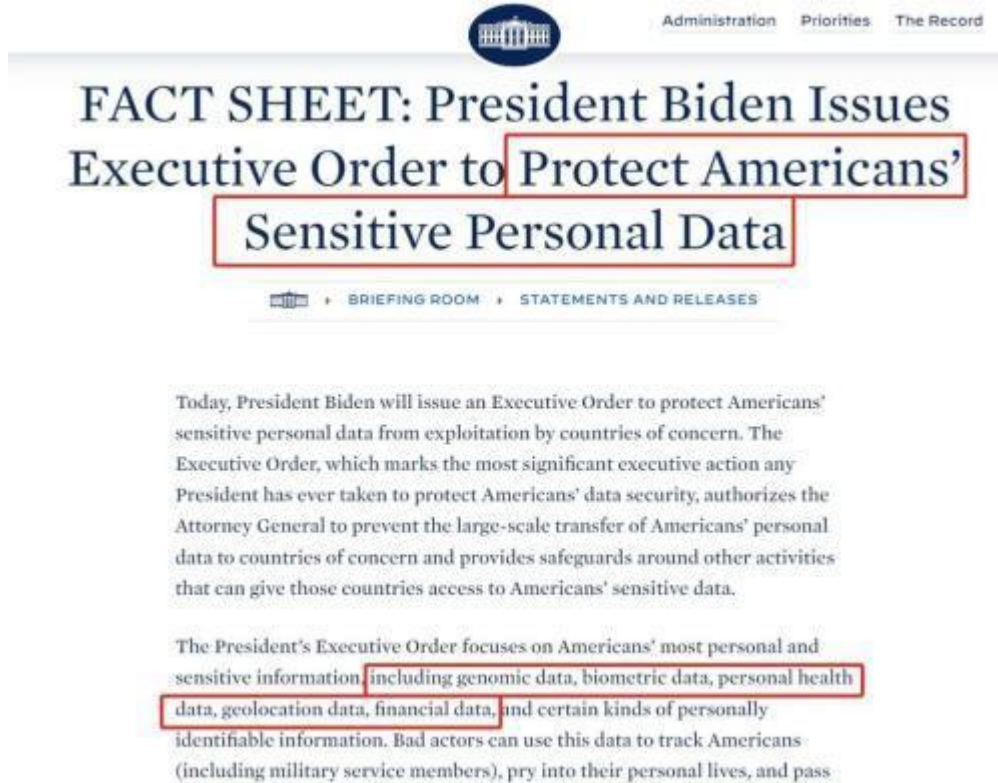 Administration Priorities The Record
FACT SHEET: President Biden Issues
Executive Order to Protect Americans’
Sensitive Personal Data
BRIEFING ROOM STATEMENTS AND RELEASES
Today, President Biden will issue an Executive Order to protect Americans’
sensitive personal data from exploitation by countries of concern. The
Executive Order, which marks the most significant executive action any
President has ever taken to protect Americans’ data security, authorizes the
Attorney General to prevent the large-scale transfer of Americans’ personal
data to countries of concern and provides safeguards around other activities
that can give those countries access to Americans’ sensitive data.
The President’s Executive Order focuses on Americans’ most personal and
sensitive information, including genomic data, biometric data, personal health
data, geolocation data, financial data, and certain kinds of personally
identifiable information. Bad actors can use this data to track Americans
(including military service members), pry into their personal lives, and pass